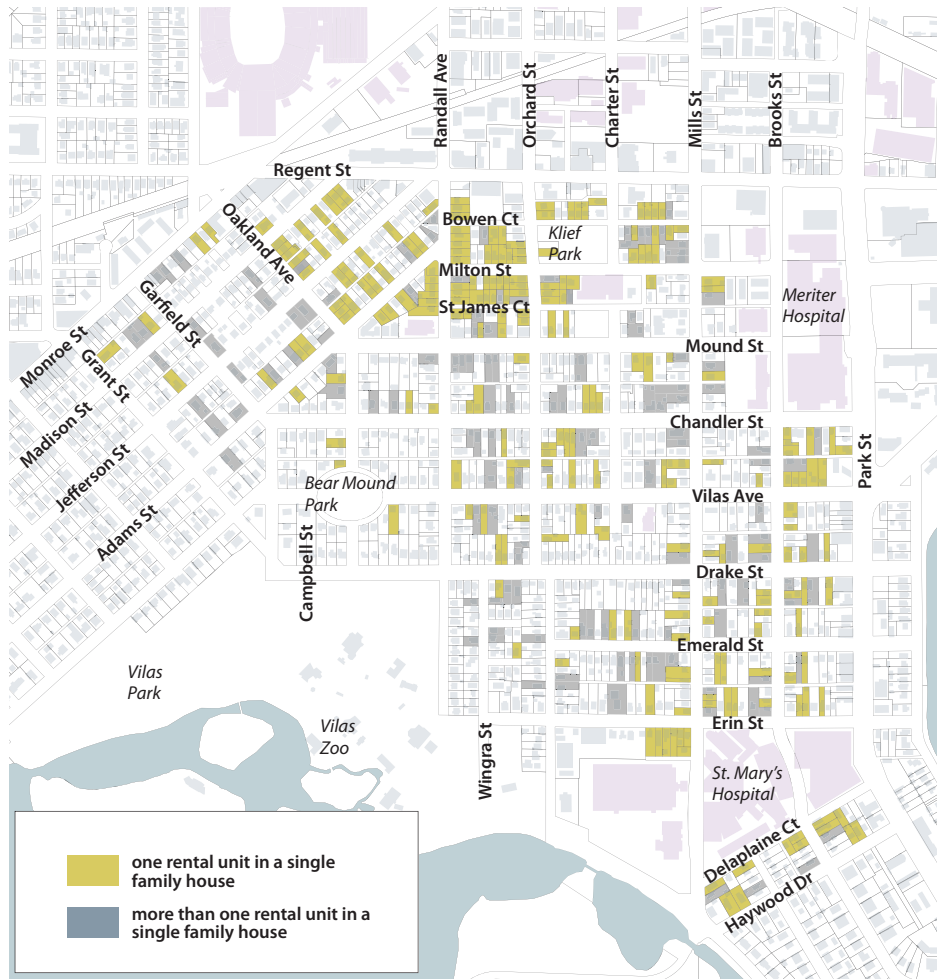 Randall Ave
Orchard St
Charter St
Mills St
Brooks St
Regent St
Oakland Ave
Bowen Ct
Klief
Park
Milton St
Garfield St
St James Ct
Meriter
Hospital
Monroe St
Grant St
Mound St
Madison St
Chandler St
Jefferson St
Park St
Bear Mound
Park
Vilas Ave
Adams St
Campbell St
Drake St
Emerald St
Vilas
Park
Vilas
Zoo
Wingra St
Erin St
St. Mary's
Hospital
Delaplaine Ct
Haywood Dr
one rental unit in a single
family house
more than one rental unit in a
single family house